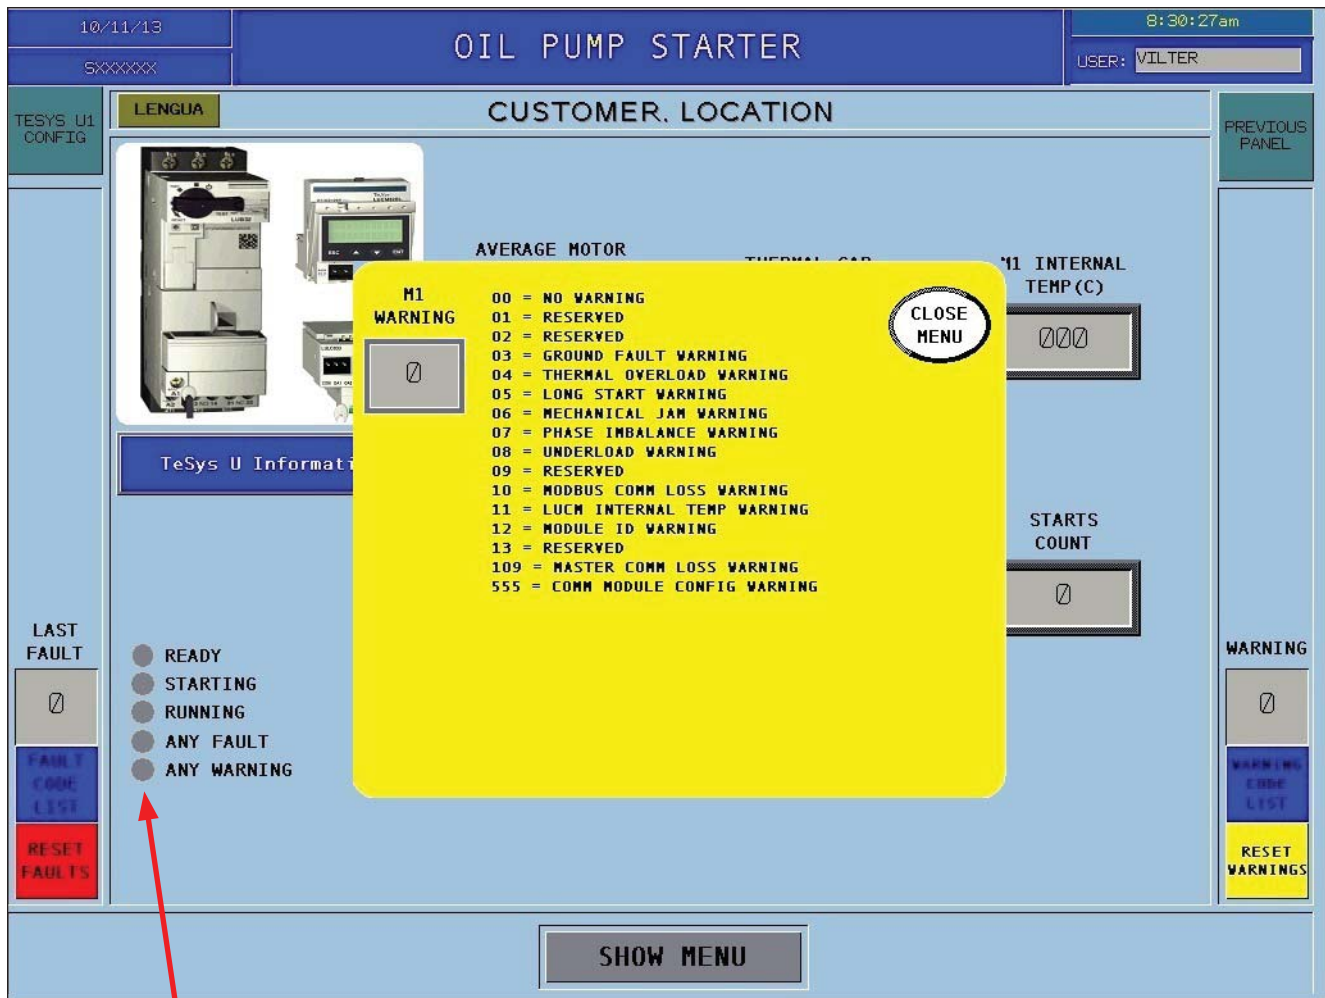 10/11/13
SXXXXXX
OIL PUMP STARTER
8:30:27am
USER: VILTER
TESYS U1
CONFIG
LENGUA
CUSTOMER. LOCATION
PREVIOUS
PANEL
AVERAGE MOTOR
M1 INTERNAL
TEMP(C)
000
M1
WARNING
0
00 = NO WARNING
01 = RESERVED
02 = RESERVED
03 = GROUND FAULT WARNING
04 = THERMAL OVERLOAD WARNING
05 = LONG START WARNING
06 = MECHANICAL JAM WARNING
07 = PHASE IMBALANCE WARNING
08 = UNDERLOAD WARNING
09 = RESERVED
10 = MODBUS COMM LOSS WARNING
11 = LUCM INTERNAL TEMP WARNING
12 = MODULE ID WARNING
13 = RESERVED
109 = MASTER COMM LOSS WARNING
555 = COMM MODULE CONFIG WARNING
CLOSE
MENU
TeSys U Informati
STARTS
COUNT
0
LAST
FAULT
0
FAULT
CODE
LIST
RESET
FAULTS
READY
STARTING
RUNNING
ANY FAULT
ANY WARNING
WARNING
0
WARNING
CODE
LIST
RESET
WARNINGS
SHOW MENU